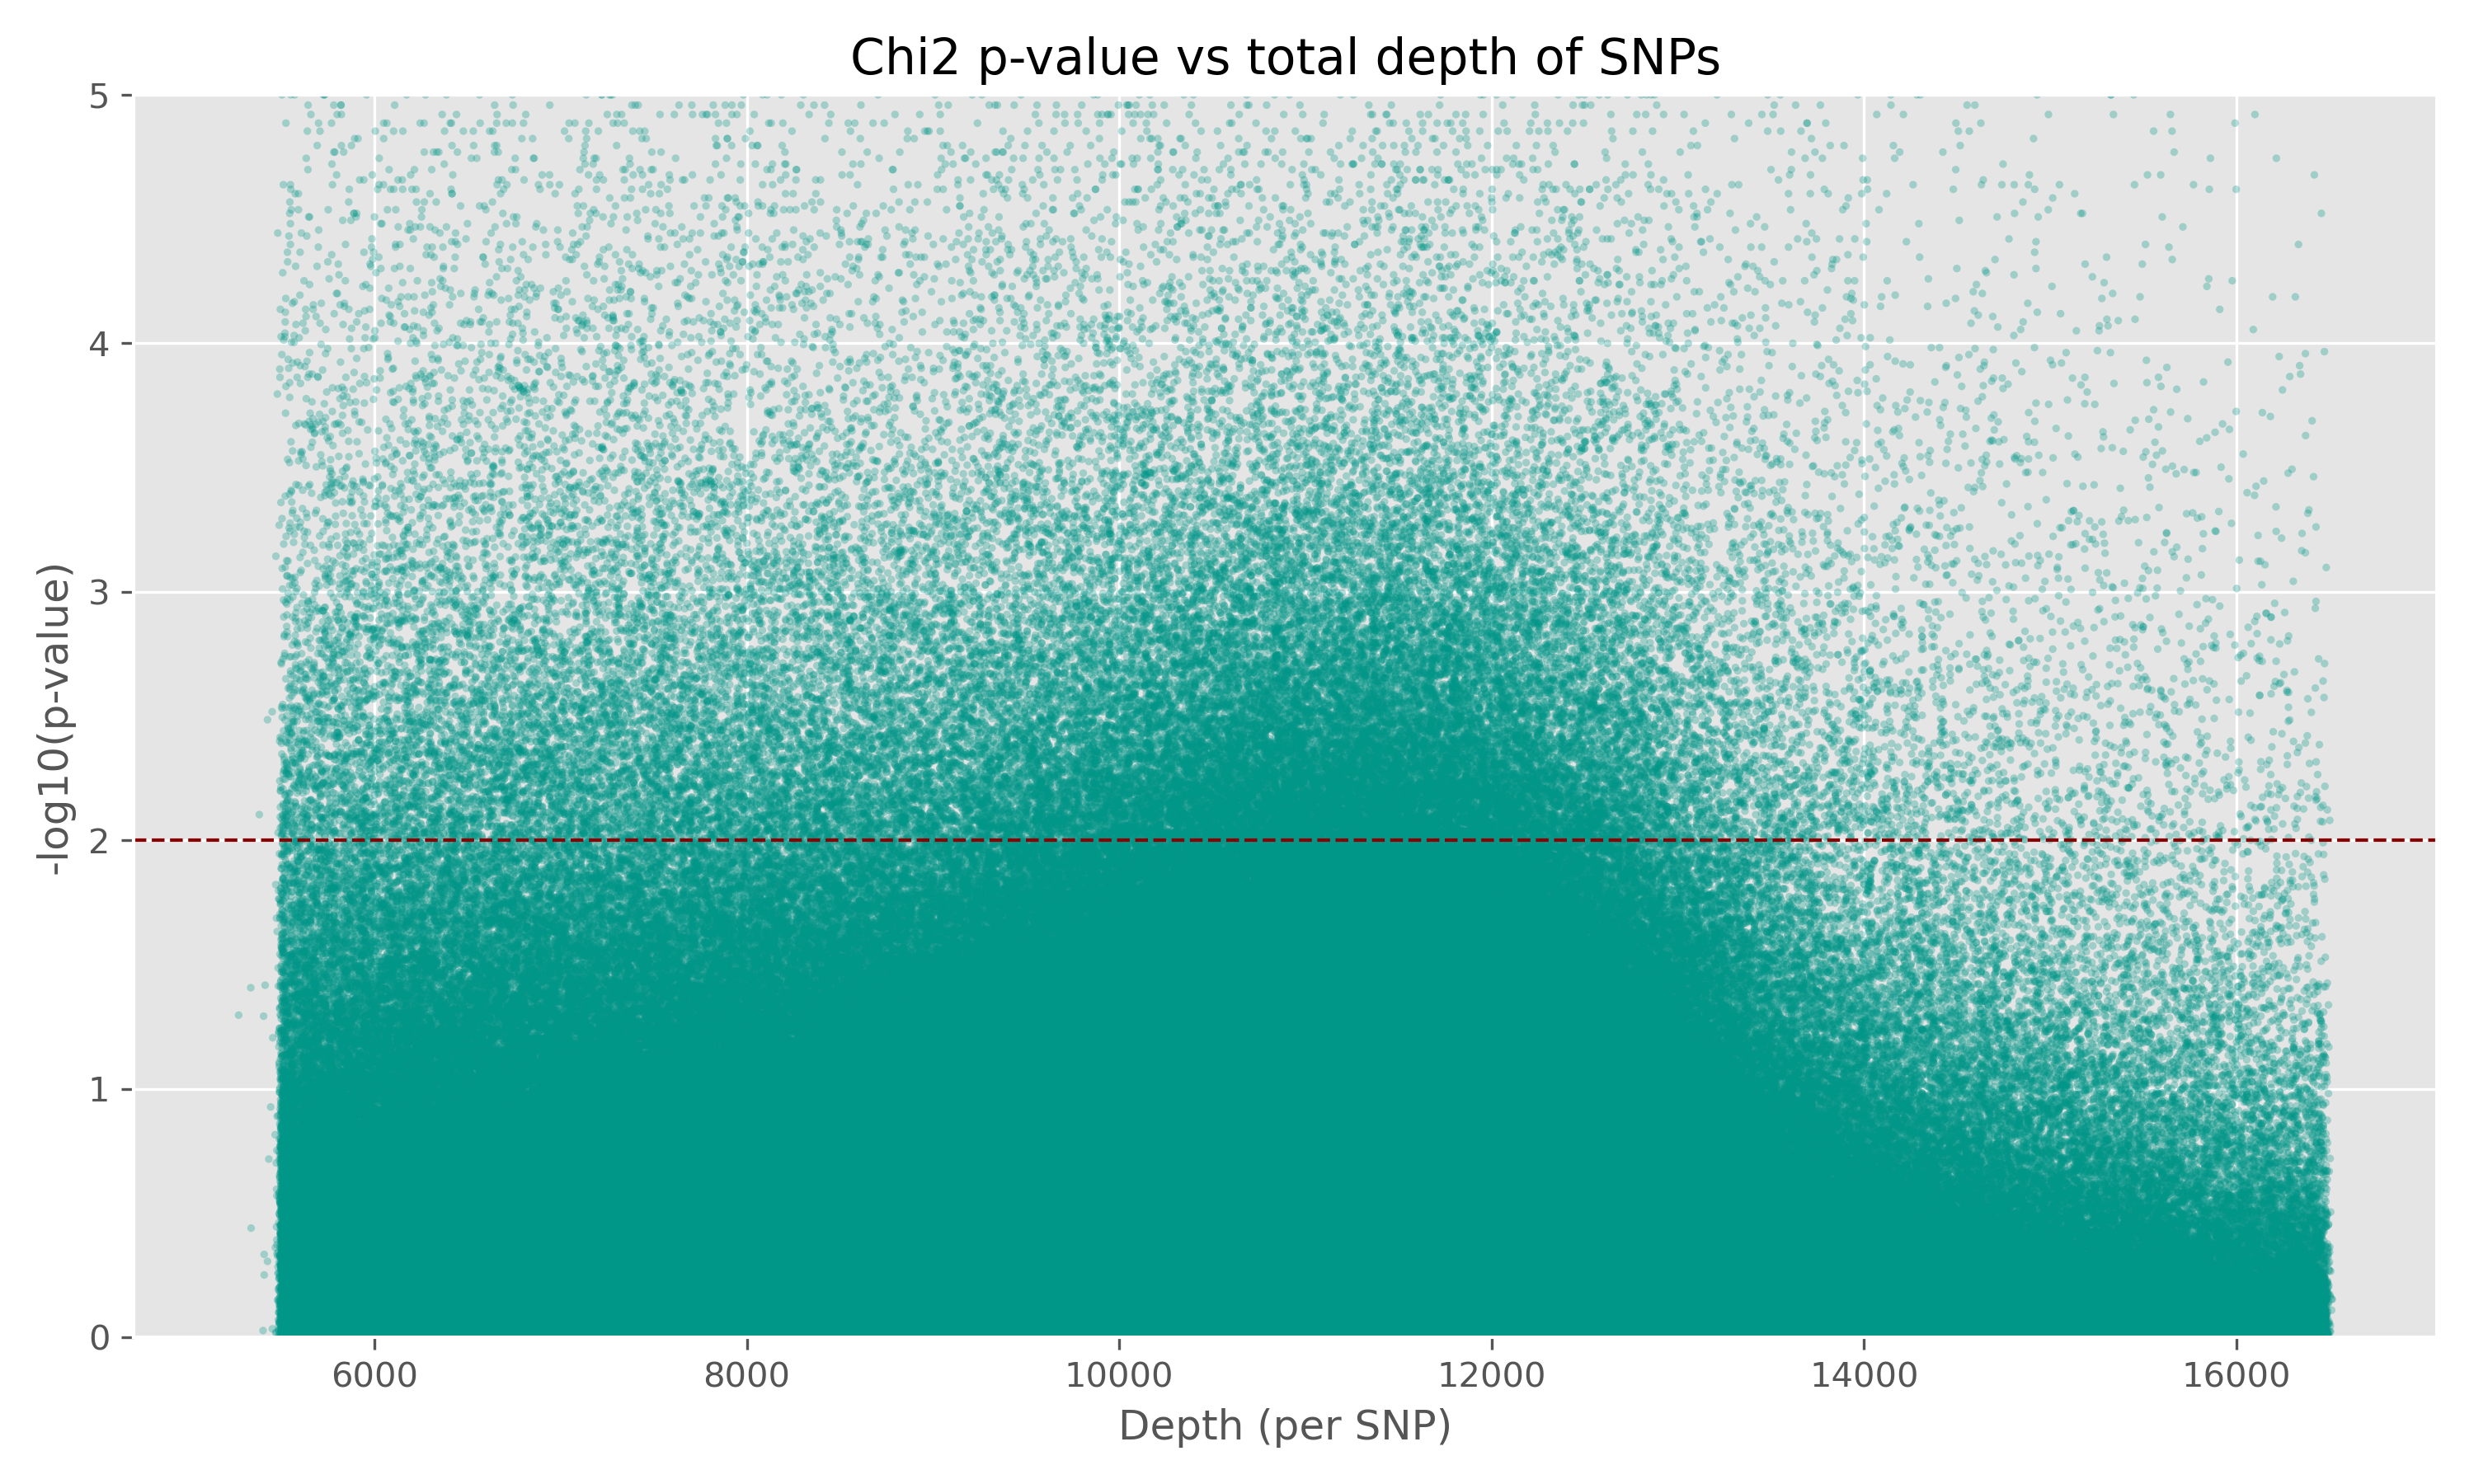 Chi2 p-value vs total depth of SNPs
5
4
3
2
1
0
-log10(p-value)
6000 8000 10000 12000 14000 16000
Depth (per SNP)